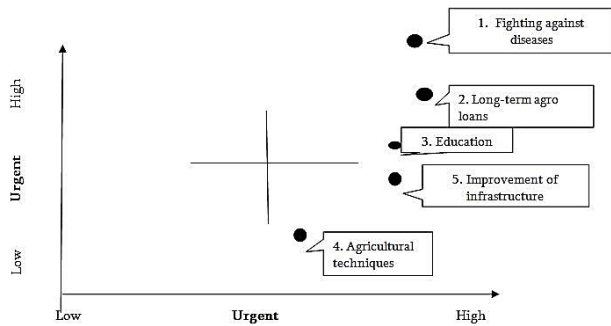 1. Fighting against
diseases
High
2. Long-term agro
loans
3. Education
Urgent
5. Improvement of
infrastructure
4. Agricultural
techniques
Low
Low Urgent High